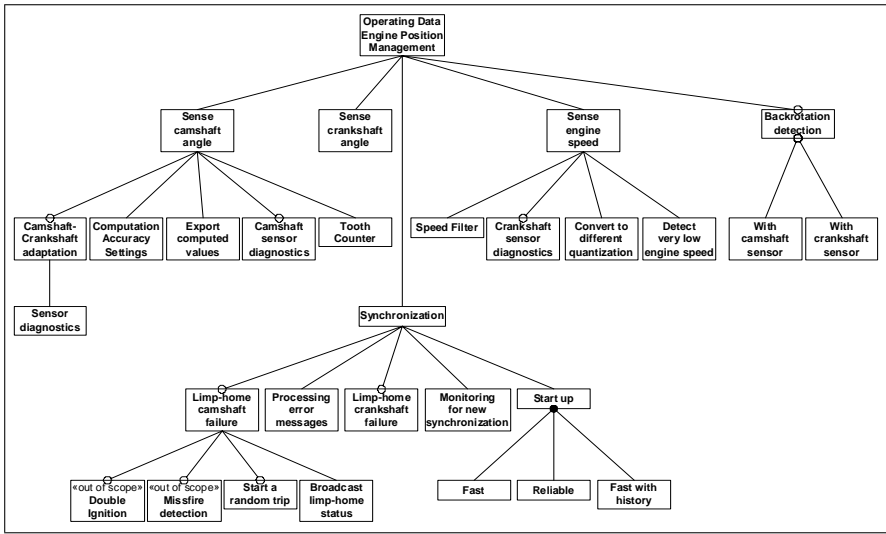 Operating Data
Engine Position
Management
Sense
camshaft
angle
Sense
crankshaft
angle
Sense
engine
speed
Backrotation
detection
Camshaft-
Crankshaft
adaptation
Computation
Accuracy
Settings
Export
computed
values
Camshaft
sensor
diagnostics
Tooth
Counter
Speed Filter
Crankshaft
sensor
diagnostics
Convert to
different
quantization
Detect
very low
engine speed
With
camshaft
sensor
With
crankshaft
sensor
Sensor
diagnostics
Synchronization
Limp-home
camshaft
failure
Processing
error
messages
Limp-home
crankshaft
failure
Monitoring
for new
synchronization
Start up
«out of scope»
Double
Ignition
«out of scope»
Missfire
detection
Start a
random trip
Broadcast
limp-home
status
Fast
Reliable
Fast with
history